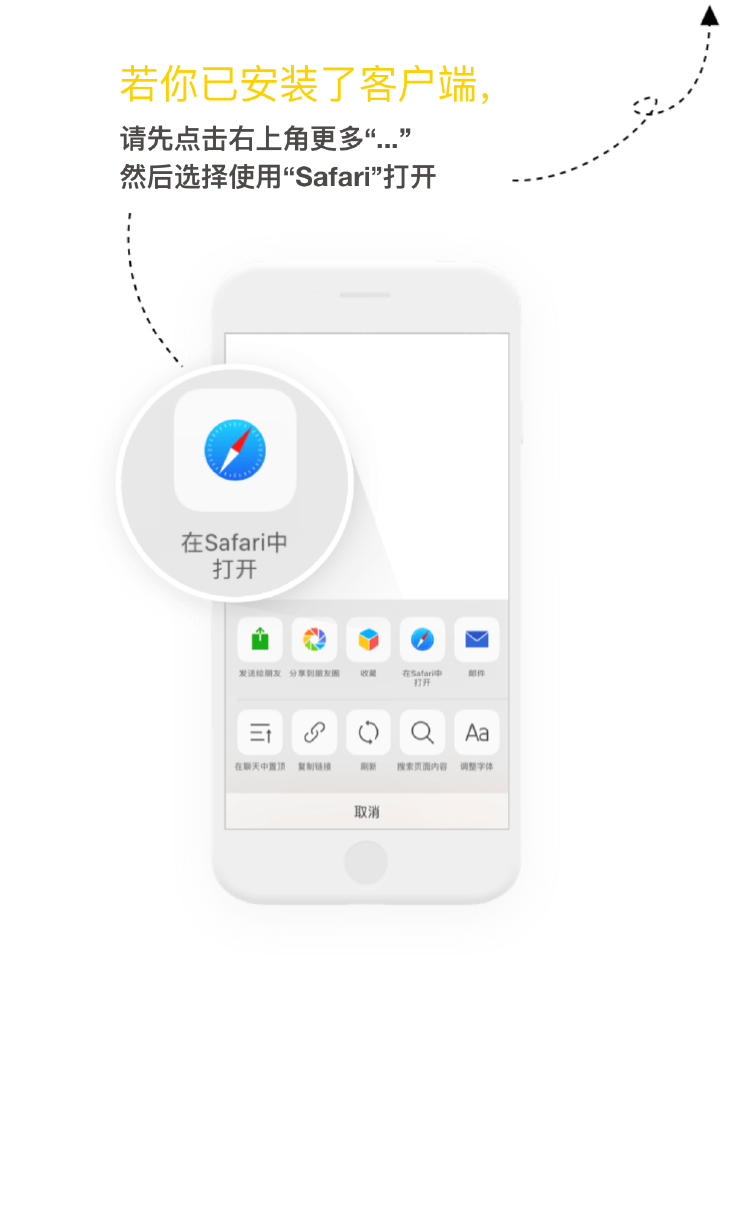 若你已安装了客户端，
请先点击右上角更多“...”
然后选择使用“Safari”打开
在Safari中
打开
发送给朋友
分享到朋友圈
收藏
在Safari中
打开
邮件
在聊天中置顶
复制链接
刷新
搜索页面内容
Aa
调整字体
取消